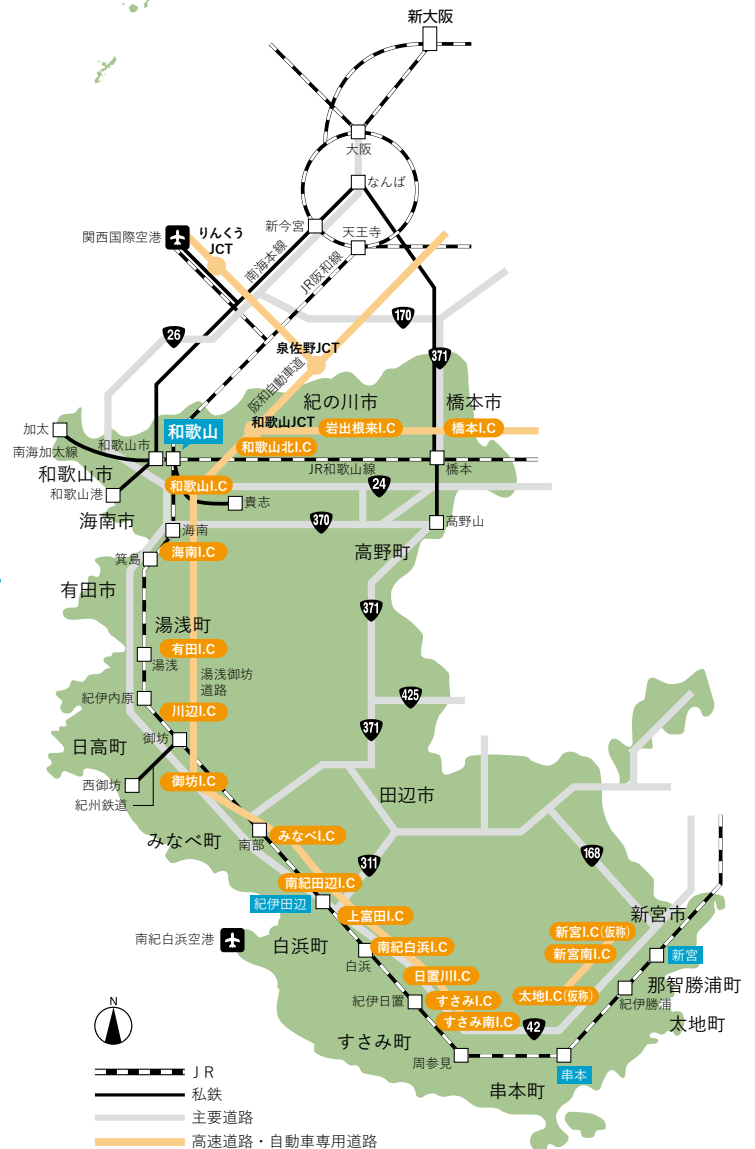 新大阪
大阪
なんば
新今宮
天王寺
りんくう
JCT
関西国際空港
南海本線
JR阪和線
26
170
371
泉佐野JCT
阪和自動車道
紀の川市
橋本市
加太
南海加太線
和歌山市
和歌山
和歌山JCT
岩出根来I.C
橋本I.C
和歌山北I.C
和歌山市
JR和歌山線
橋本
和歌山港
和歌山I.C
24
貴志
海南市
海南
370
高野山
箕島
海南I.C
高野町
有田市
371
湯浅町
有田I.C
湯浅
湯浅御坊
道路
紀伊内原
川辺I.C
425
371
日高町
御坊
西御坊
御坊I.C
紀州鉄道
田辺市
みなべ町
南部
みなべI.C
311
168
南紀田辺I.C
紀伊田辺
上富田I.C
新宮市
南紀白浜空港
白浜町
南紀白浜I.C
新宮I.C(仮称)
新宮南I.C
新宮
白浜
日置川I.C
那智勝浦町
紀伊日置
すさみI.C
太地I.C(仮称)
紀伊勝浦
すさみ南I.C
42
太地町
すさみ町
周参見
串本
串本町
N
JR
私鉄
主要道路
高速道路・自動車専用道路